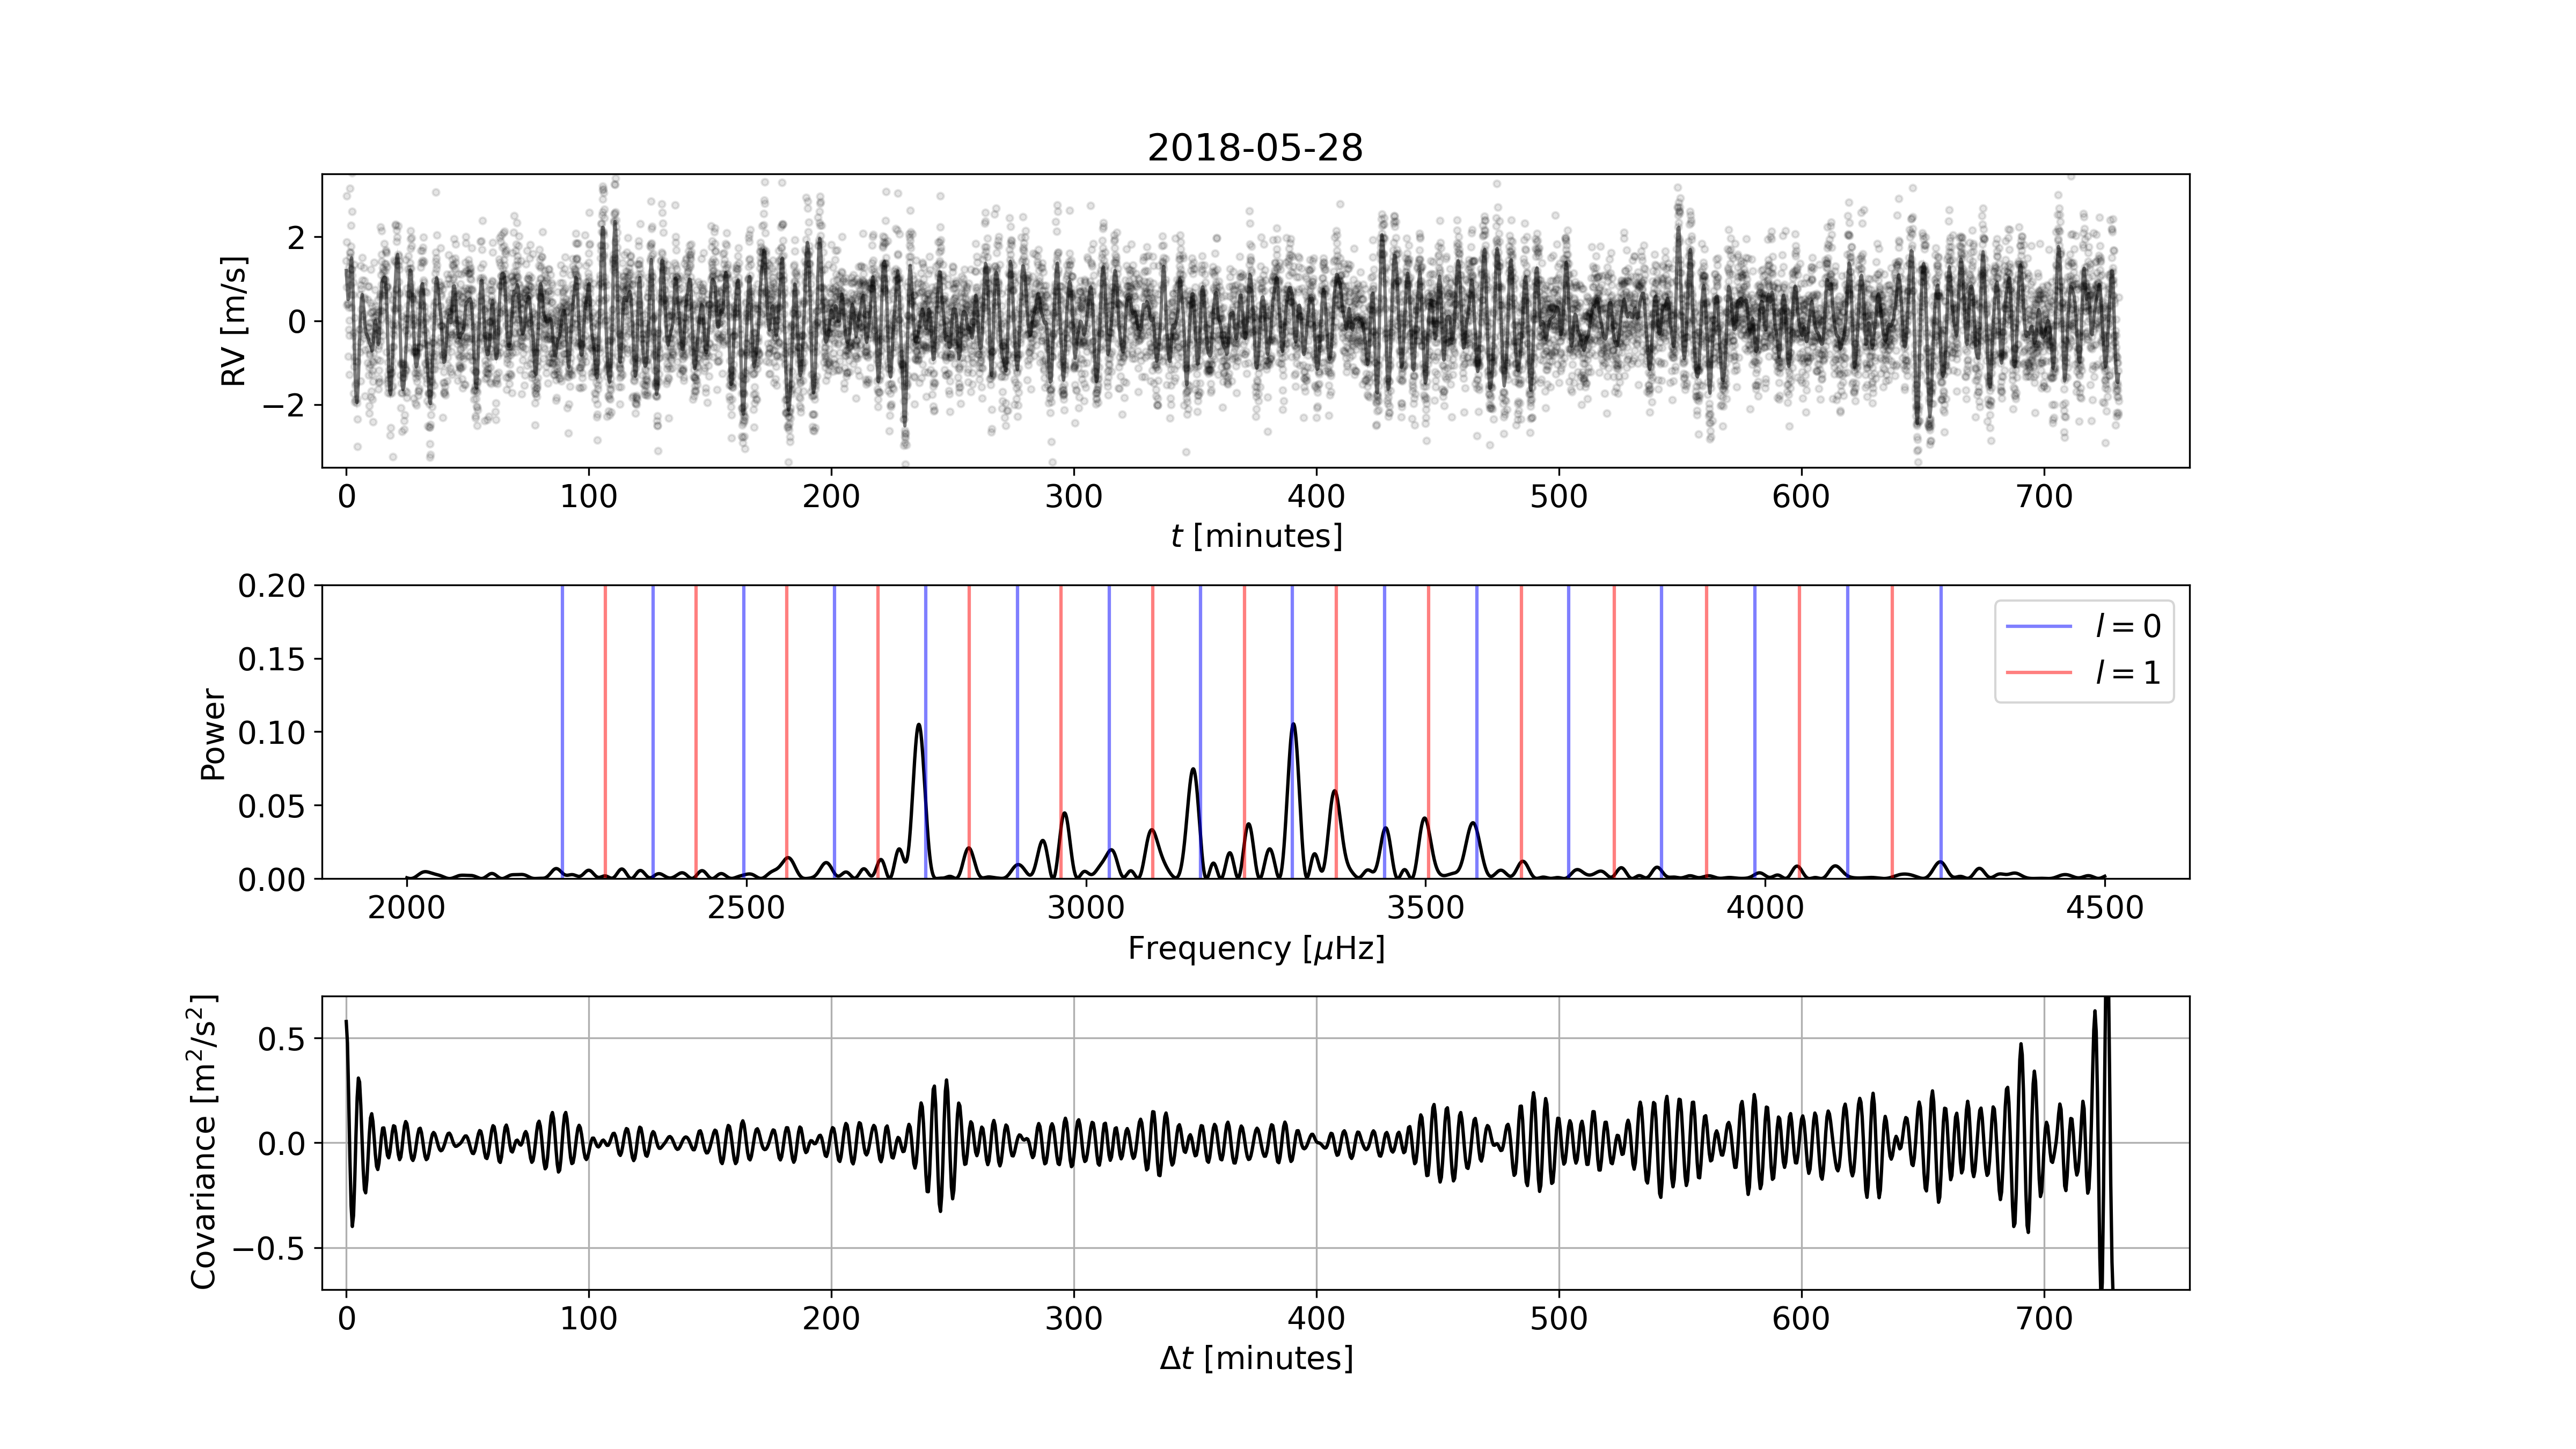 2018-05-28
RV [m/s]
2
0
−2
0 100 200 300 400 500 600 700
t [minutes]
Power
0.20
0.15
0.10
0.05
0.00
l = 0
l = 1
2000 2500 3000 3500 4000 4500
Frequency [μHz]
Covariance [m²/s²]
0.5
0.0
−0.5
0 100 200 300 400 500 600 700
Δt [minutes]